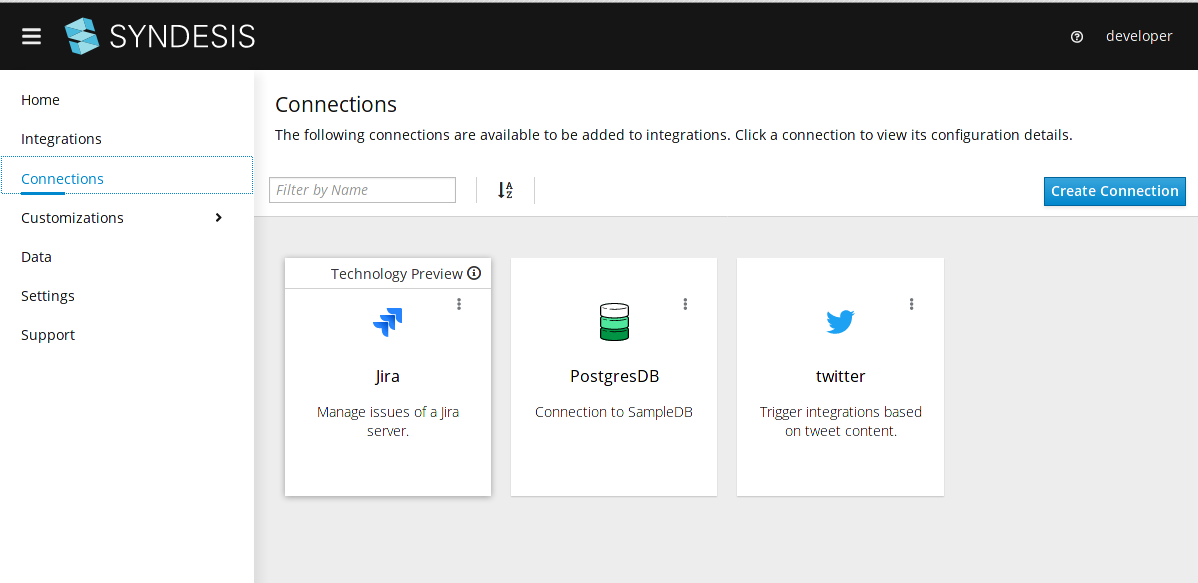 SYNDESIS
developer
Home
Integrations
Connections
Customizations
Data
Settings
Support
Connections
The following connections are available to be added to integrations. Click a connection to view its configuration details.
Filter by Name
A
Z
Create Connection
Technology Preview
Jira
Manage issues of a Jira
server.
PostgresDB
Connection to SampleDB
twitter
Trigger integrations based
on tweet content.